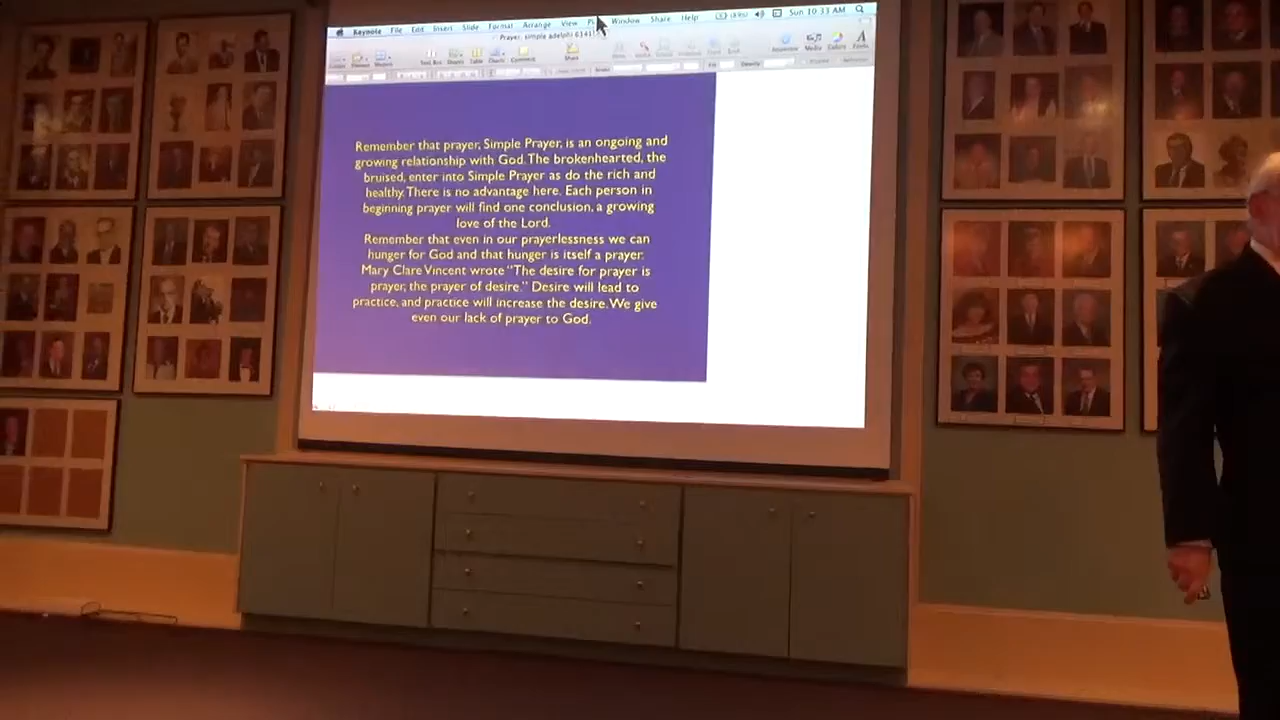 Keynote File Edit Insert Slide Format Arrange View Window Share Help Sun 10:33 AM
Remember that prayer, Simple Prayer, is an ongoing and
growing relationship with God. The brokenhearted, the
bruised, enter into Simple Prayer as do the rich and
healthy. There is no advantage here. Each person in
beginning prayer will find one conclusion, a growing
love of the Lord.
Remember that even in our prayerlessness we can
hunger for God and that hunger is itself a prayer.
Mary Clare Vincent wrote "The desire for prayer is
prayer, the prayer of desire." Desire will lead to
practice, and practice will increase the desire. We give
even our lack of prayer to God.